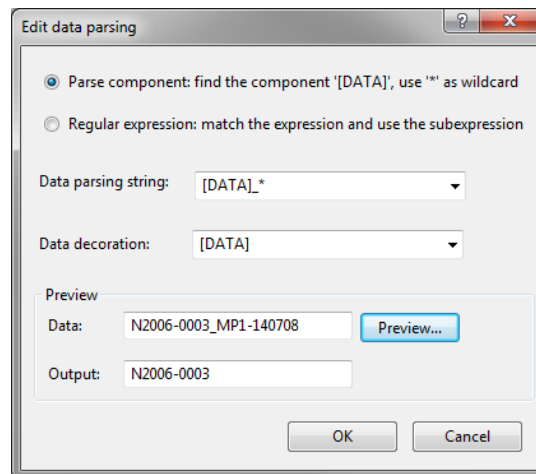 Edit data parsing
?
X
Parse component: find the component '[DATA]', use '*' as wildcard
Regular expression: match the expression and use the subexpression
Data parsing string: [DATA]_*
Data decoration: [DATA]
Preview
Data: N2006-0003_MP1-140708 Preview...
Output: N2006-0003
OK Cancel